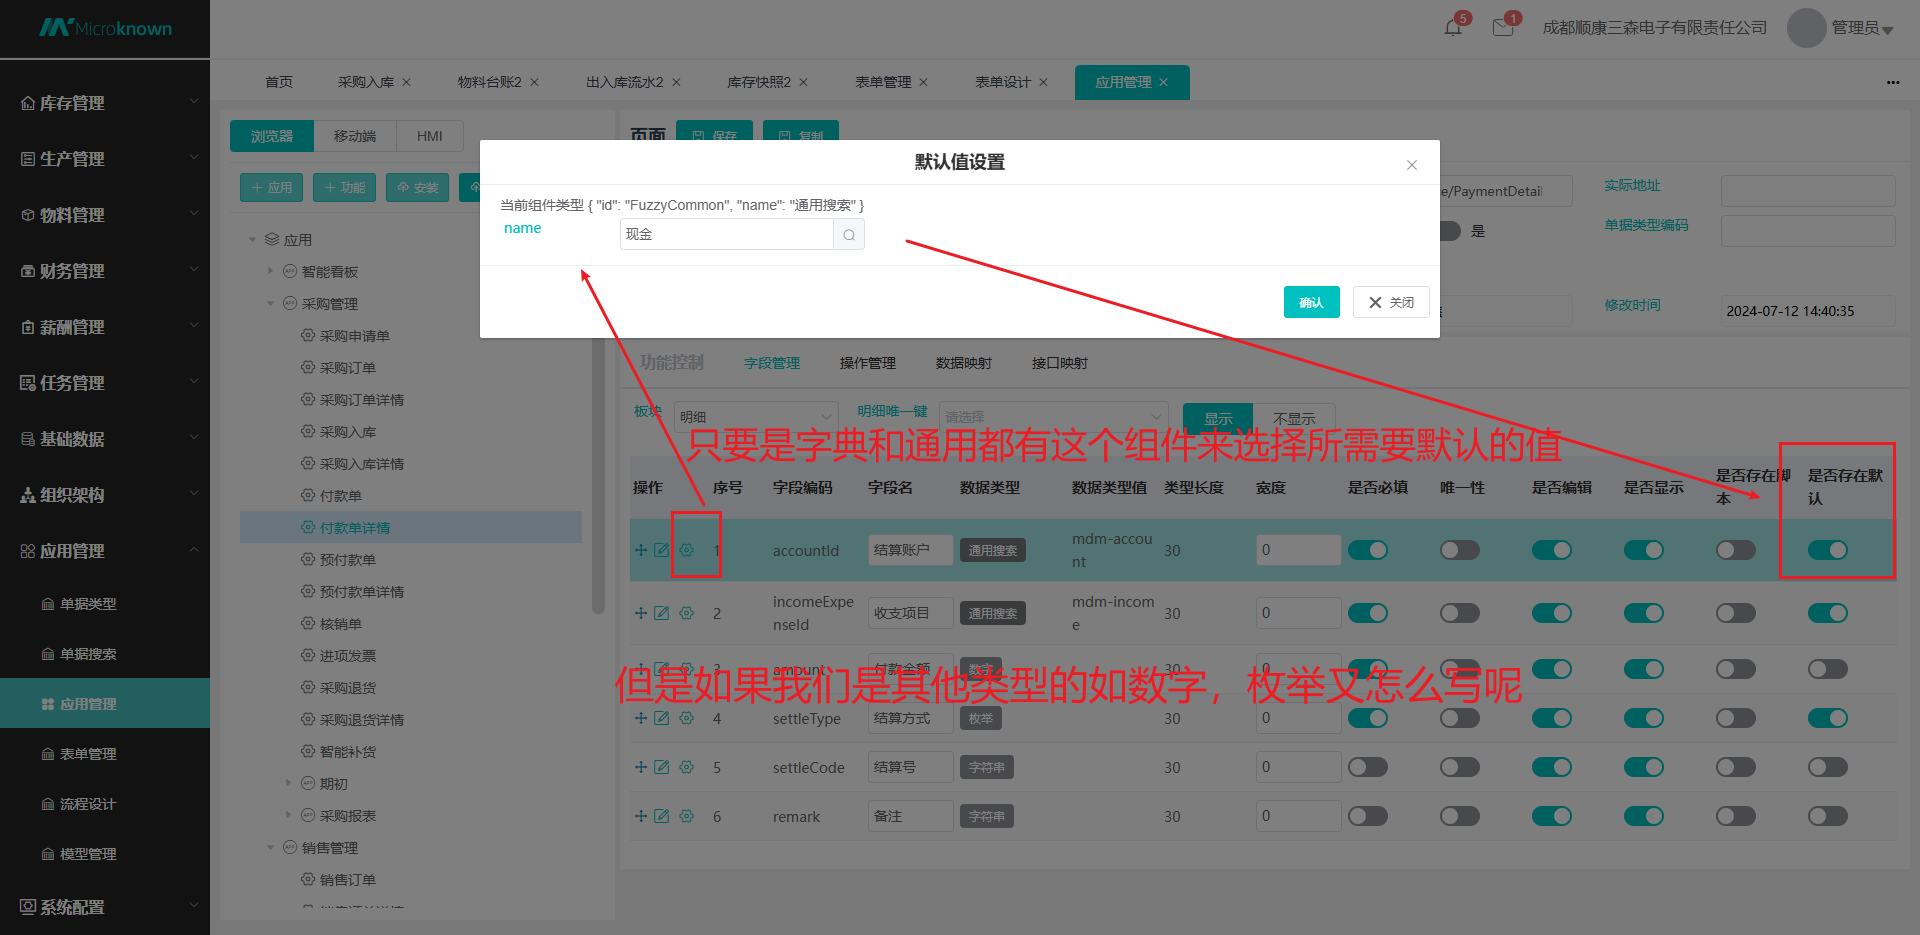 Microknown
5
1
成都顺康三森电子有限责任公司
管理员
首页 采购入库 物料台账2 出入库流水2 库存快照2 表单管理 表单设计 应用管理
库存管理
生产管理
物料管理
财务管理
薪酬管理
任务管理
基础数据
组织架构
应用管理
单据类型
单据搜索
应用管理
表单管理
流程设计
模型管理
系统配置
浏览器 移动端 HMI
应用 功能 安装
应用
智能看板
采购管理
采购申请单
采购订单
采购订单详情
采购入库
采购入库详情
付款单
付款单详情
预付款单
预付款单详情
核销单
进项发票
采购退货
采购退货详情
智能补货
期初
采购报表
销售管理
销售订单
页面 保存 复制
e/PaymentDetail 实际地址
是 单据类型编码
修改时间 2024-07-12 14:40:35
默认值设置
当前组件类型 { "id": "FuzzyCommon", "name": "通用搜索" }
name 现金
确认 关闭
功能控制 字段管理 操作管理 数据映射 接口映射
板块 明细 明细唯一键 请选择 显示 不显示
只要是字典和通用都有这个组件来选择所需要默认的值
操作 序号 字段编码 字段名 数据类型 数据类型值 类型长度 宽度 是否必填 唯一性 是否编辑 是否显示 是否存在脚本 是否存在默认
1 accountId 结算账户 通用搜索 mdm-account 30 0
2 incomeExpenseId 收支项目 通用搜索 mdm-income 30 0
3 amount 付款金额 数字 30 0
但是如果我们是其他类型的如数字，枚举又怎么写呢
4 settleType 结算方式 枚举 30 0
5 settleCode 结算号 字符串 30 0
6 remark 备注 字符串 30 0